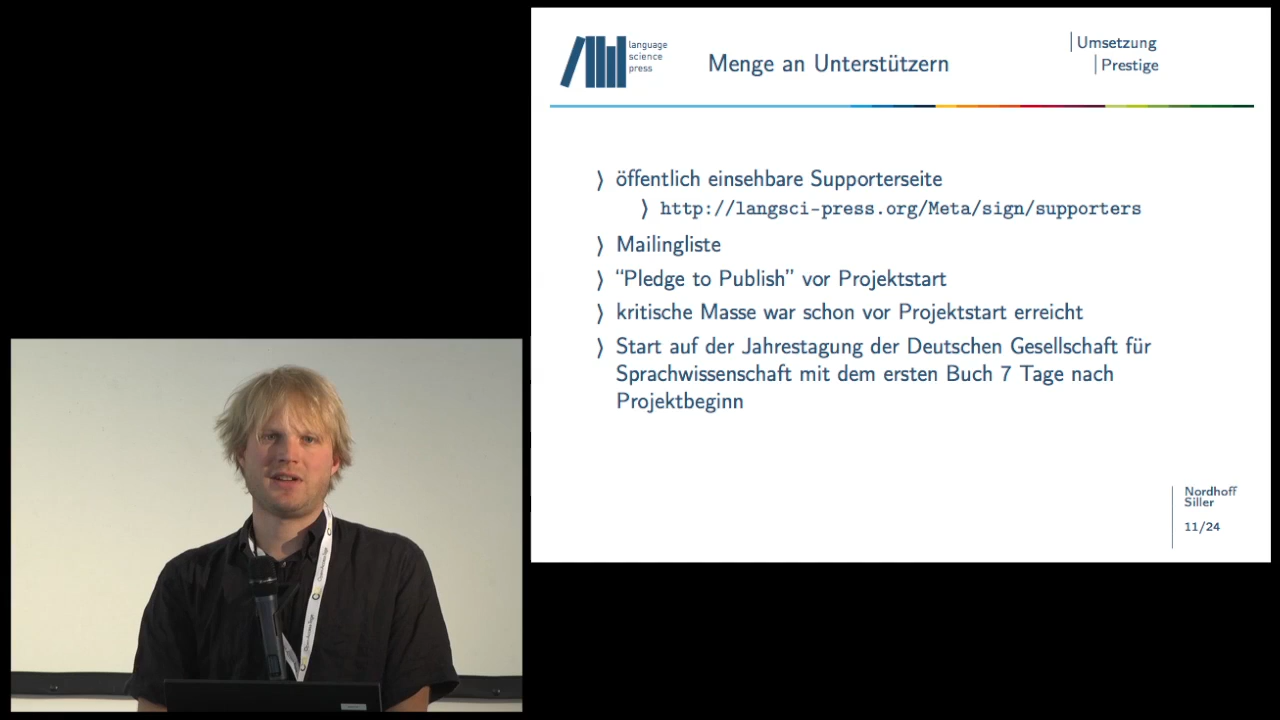 language
science
press
Menge an Unterstützern
Umsetzung
Prestige
⟩ öffentlich einsehbare Supporterseite
⟩ http://langsci-press.org/Meta/sign/supporters
⟩ Mailingliste
⟩ “Pledge to Publish” vor Projektstart
⟩ kritische Masse war schon vor Projektstart erreicht
⟩ Start auf der Jahrestagung der Deutschen Gesellschaft für
Sprachwissenschaft mit dem ersten Buch 7 Tage nach
Projektbeginn
Nordhoff
Siller
11/24